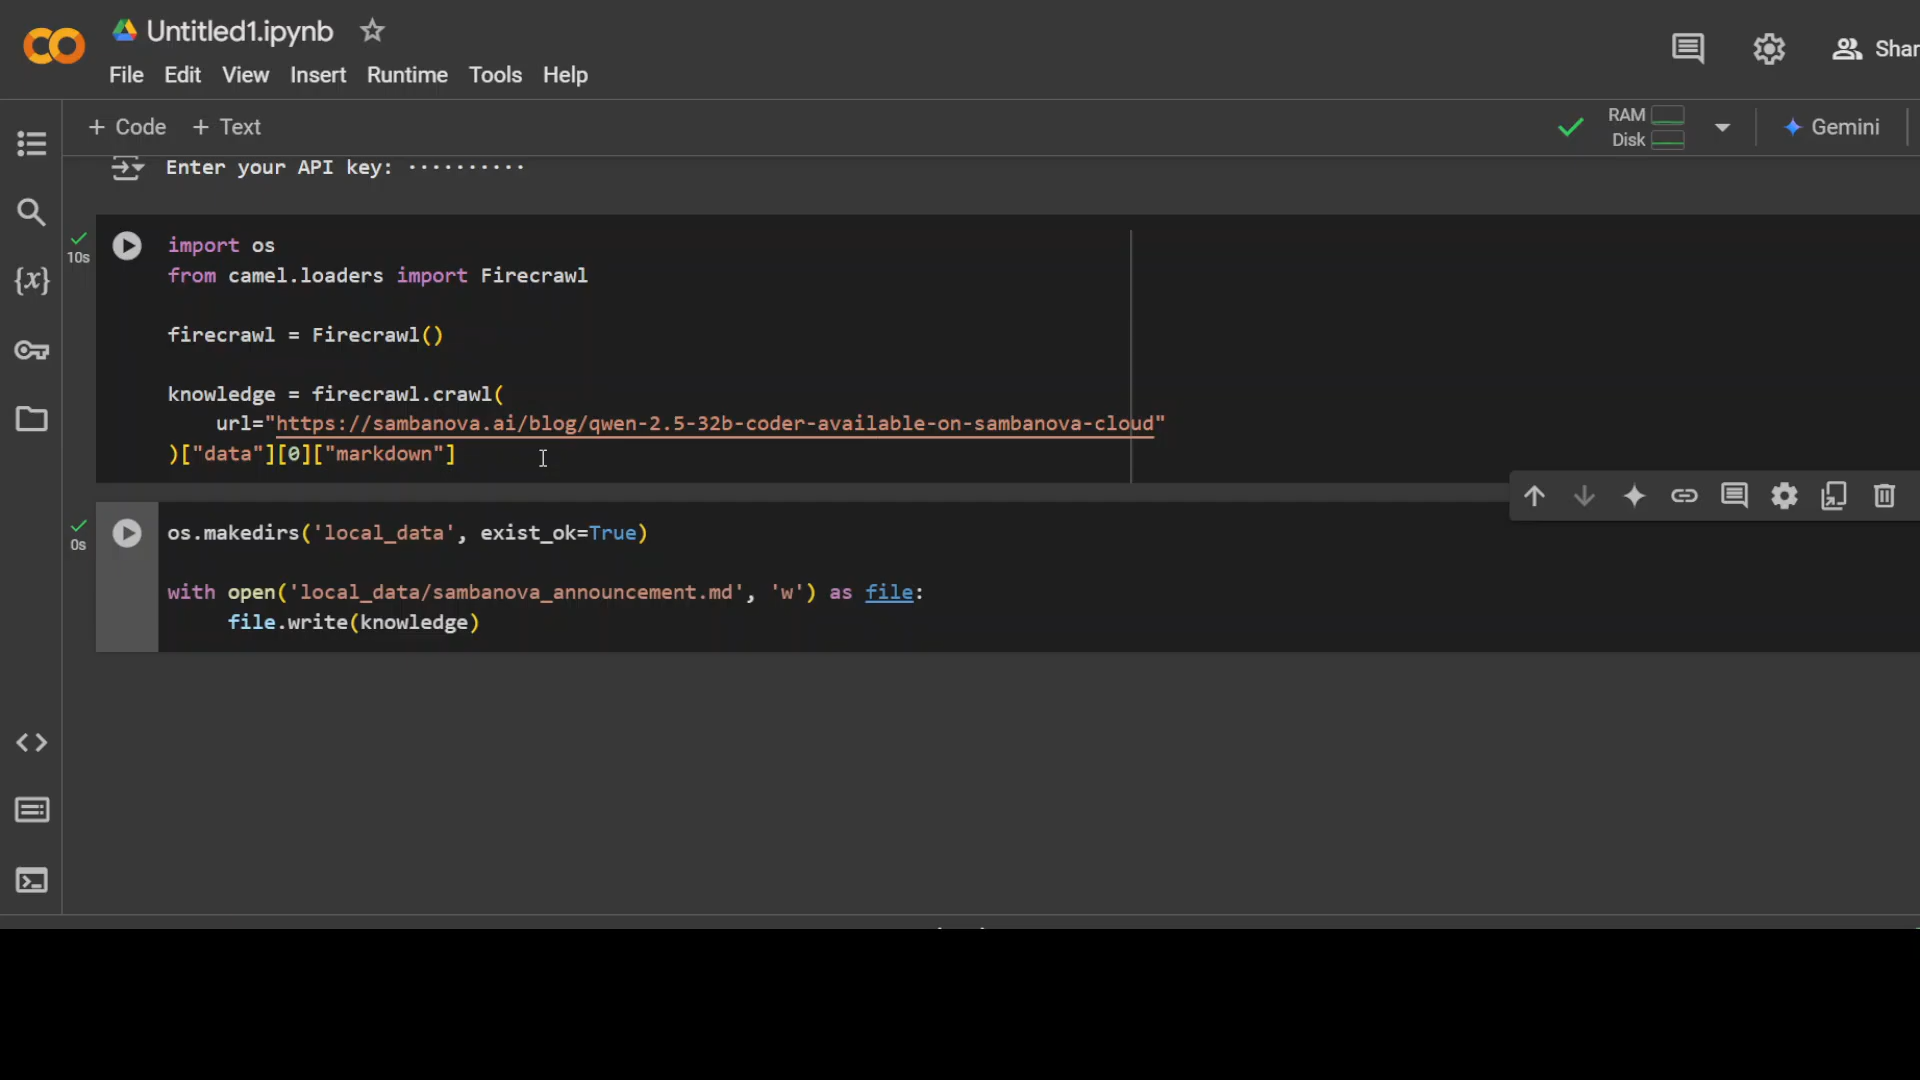 Untitled1.ipynb
Shar
File Edit View Insert Runtime Tools Help
+ Code + Text
RAM
Disk
Gemini
Enter your API key: ··········
10s
import os
from camel.loaders import Firecrawl
firecrawl = Firecrawl()
knowledge = firecrawl.crawl(
url="https://sambanova.ai/blog/qwen-2.5-32b-coder-available-on-sambanova-cloud"
)["data"][0]["markdown"]
0s
os.makedirs('local_data', exist_ok=True)
with open('local_data/sambanova_announcement.md', 'w') as file:
file.write(knowledge)